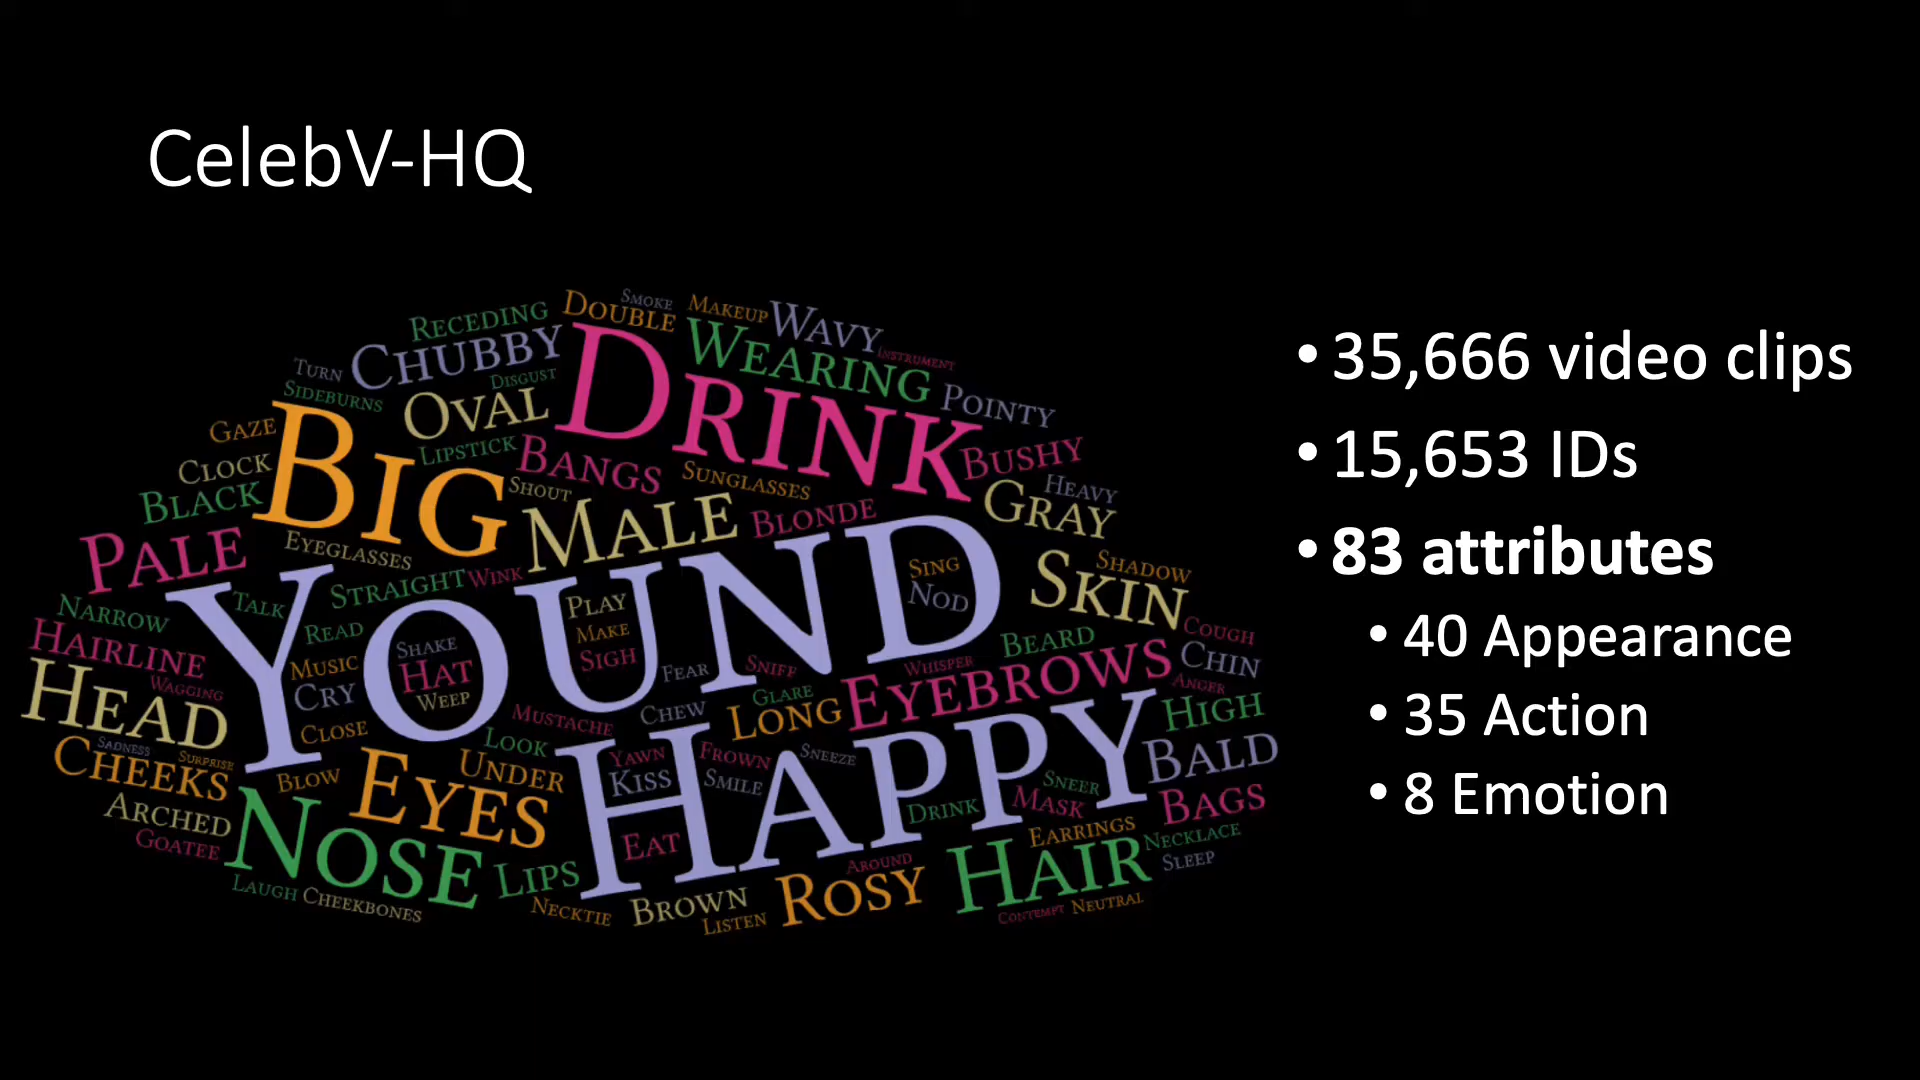 CelebV-HQ
SMOKE
MAKEUP
DOUBLE
WAVY
RECEDING
WEARING
INSTRUMENT
CHUBBY
DRINK
TURN
DISGUST
SIDEBURNS
OVAL
POINTY
GAZE
BIG
LIPSTICK
BANGS
BUSHY
CLOCK
SUNGLASSES
SHOUT
HEAVY
BLACK
MALE
BLONDE
GRAY
EYEGLASSES
PALE
SING
SHADOW
STRAIGHT
WINK
SKIN
NOD
NARROW
TALK
PLAY
YOUND
READ
MAKE
COUGH
HAIRLINE
SHAKE
BEARD
MUSIC
HAT
SIGH
FEAR
SNIFF
WHISPER
EYEBROWS
CHIN
WAGGING
CRY
WEEP
GLARE
ANGER
HEAD
CHEW
LONG
HIGH
MUSTACHE
CLOSE
LOOK
SADNESS
SURPRISE
YAWN
FROWN
SNEEZE
HAPPY
BALD
CHEEKS
BLOW
EYES
UNDER
KISS
SMILE
SNEER
MASK
BAGS
ARCHED
DRINK
EARRINGS
NECKLACE
GOATEE
NOSE
EAT
AROUND
HAIR
SLEEP
LAUGH
CHEEKBONES
LIPS
NECKTIE
BROWN
LISTEN
ROSY
CONTEMPT
NEUTRAL
• 35,666 video clips
• 15,653 IDs
• 83 attributes
• 40 Appearance
• 35 Action
• 8 Emotion